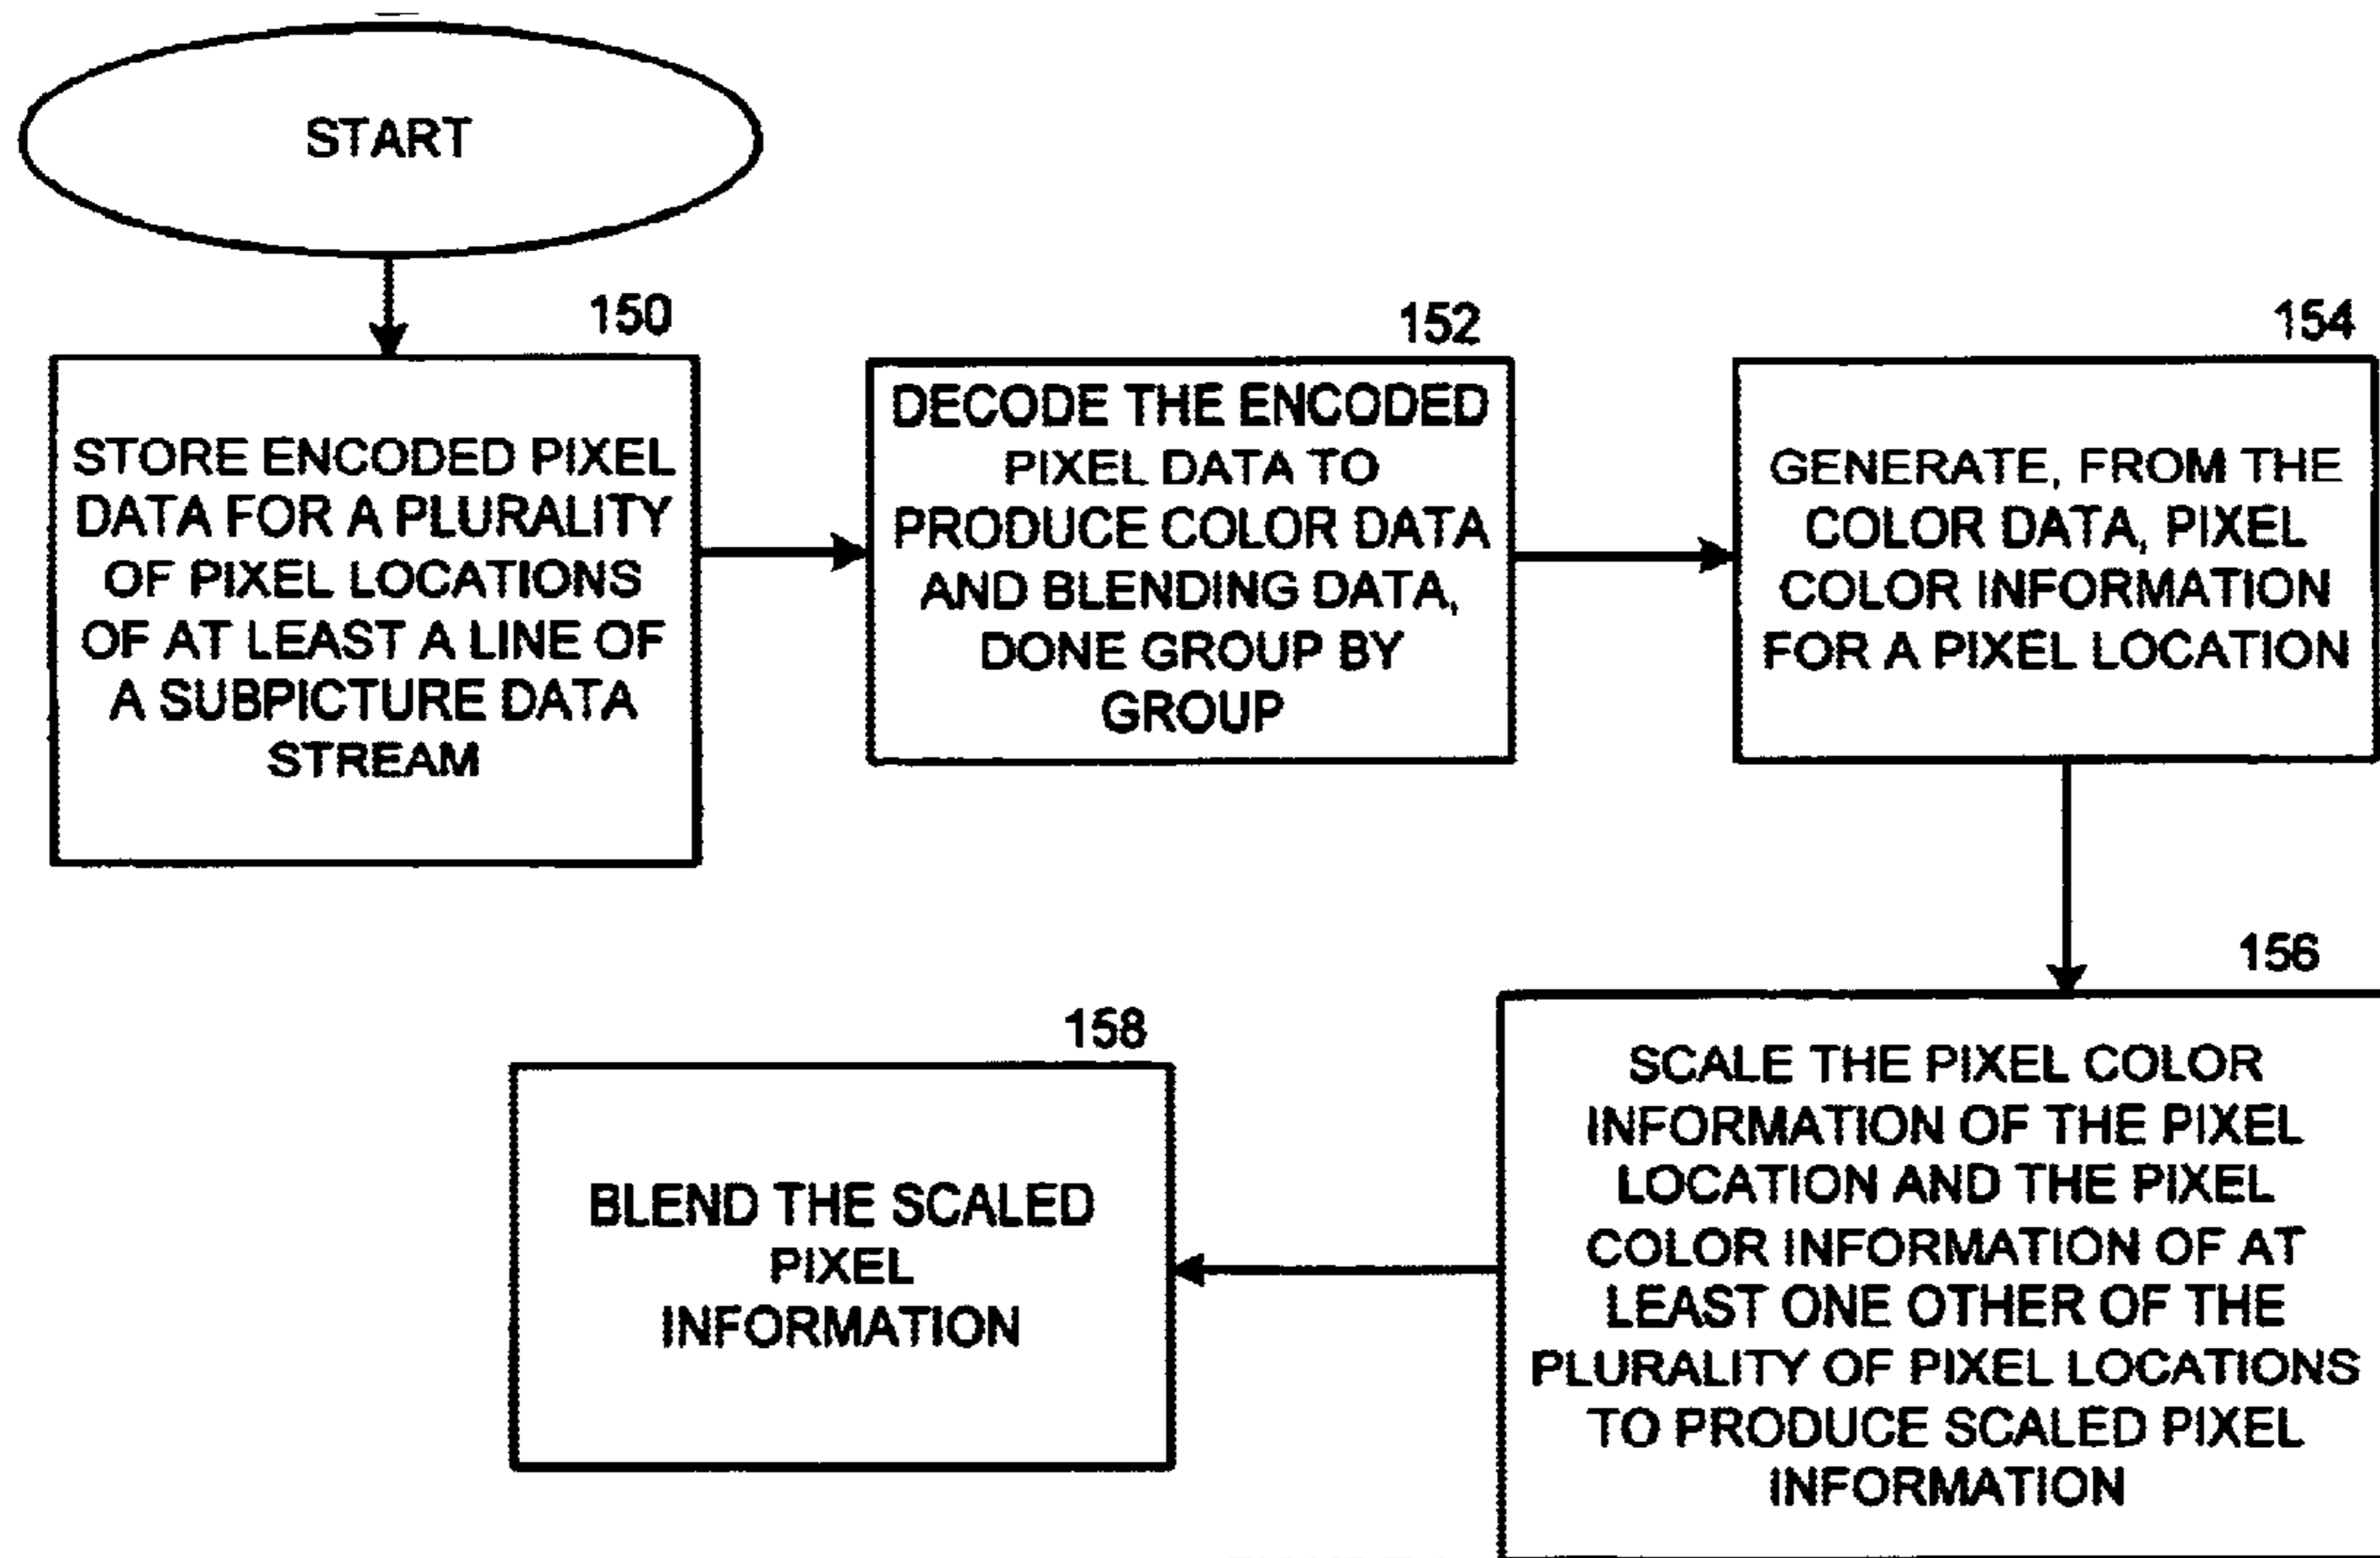 START
150
STORE ENCODED PIXEL
DATA FOR A PLURALITY
OF PIXEL LOCATIONS
OF AT LEAST A LINE OF
A SUBPICTURE DATA
STREAM
152
DECODE THE ENCODED
PIXEL DATA TO
PRODUCE COLOR DATA
AND BLENDING DATA,
DONE GROUP BY
GROUP
154
GENERATE, FROM THE
COLOR DATA, PIXEL
COLOR INFORMATION
FOR A PIXEL LOCATION
156
SCALE THE PIXEL COLOR
INFORMATION OF THE PIXEL
LOCATION AND THE PIXEL
COLOR INFORMATION OF AT
LEAST ONE OTHER OF THE
PLURALITY OF PIXEL LOCATIONS
TO PRODUCE SCALED PIXEL
INFORMATION
158
BLEND THE SCALED
PIXEL
INFORMATION